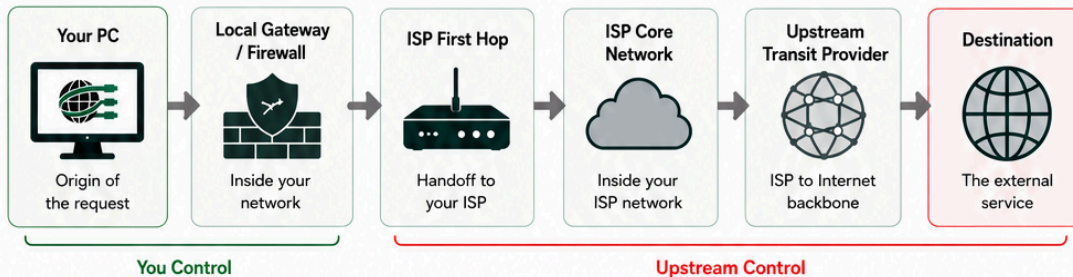 Your PC
Origin of
the request
Local Gateway
/ Firewall
Inside your
network
ISP First Hop
Handoff to
your ISP
ISP Core
Network
Inside your
ISP network
Upstream
Transit Provider
ISP to Internet
backbone
Destination
The external
service
You Control
Upstream Control